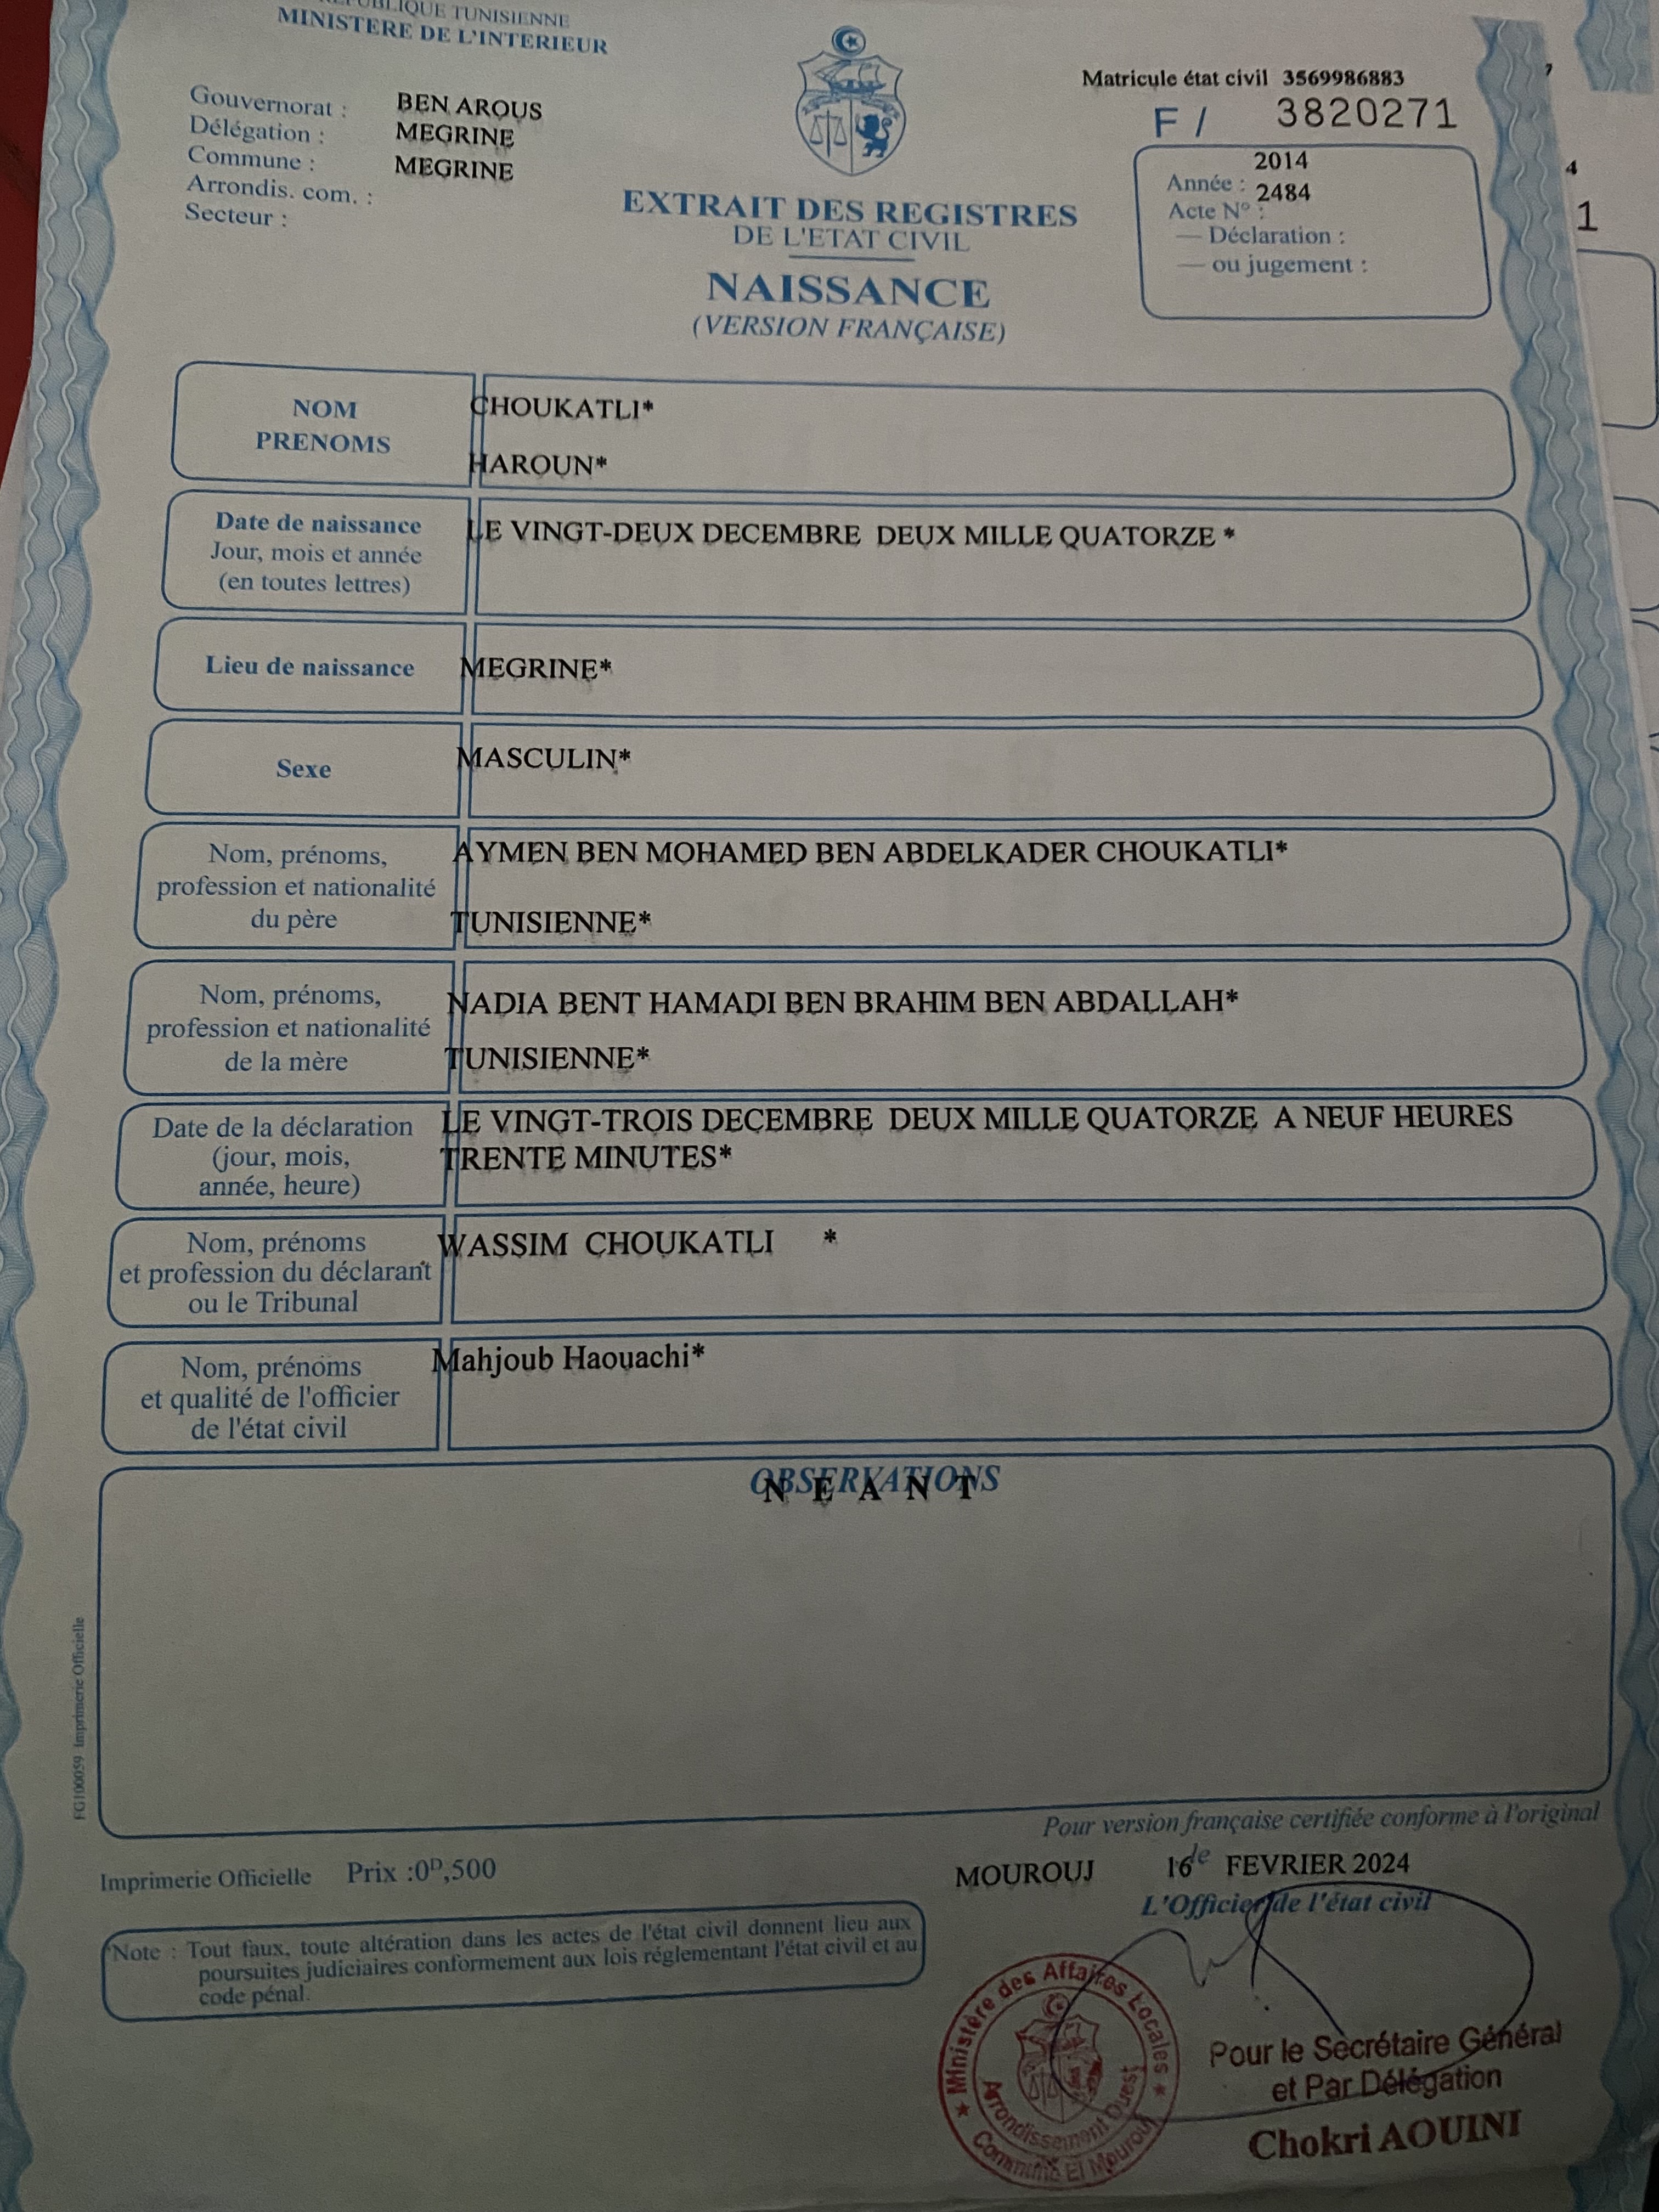 REPUBLIQUE TUNISIENNE
MINISTERE DE L'INTERIEUR
Gouvernorat : BEN AROUS
Délégation : MEGRINE
Commune : MEGRINE
Arrondis. com. :
Secteur :
Matricule état civil 3569986883
F / 3820271
2014
Année :
2484
Acte N° :
— Déclaration :
— ou jugement :
EXTRAIT DES REGISTRES
DE L'ETAT CIVIL
NAISSANCE
(VERSION FRANÇAISE)
4
1
NOM
PRENOMS
CHOUKATLI*
HAROUN*
Date de naissance
Jour, mois et année
(en toutes lettres)
LE VINGT-DEUX DECEMBRE DEUX MILLE QUATORZE *
Lieu de naissance
MEGRINE*
Sexe
MASCULIN*
Nom, prénoms,
profession et nationalité
du père
AYMEN BEN MOHAMED BEN ABDELKADER CHOUKATLI*
TUNISIENNE*
Nom, prénoms,
profession et nationalité
de la mère
NADIA BENT HAMADI BEN BRAHIM BEN ABDALLAH*
TUNISIENNE*
Date de la déclaration
(jour, mois,
année, heure)
LE VINGT-TROIS DECEMBRE DEUX MILLE QUATORZE A NEUF HEURES
TRENTE MINUTES*
Nom, prénoms
et profession du déclarant
ou le Tribunal
WASSIM CHOUKATLI *
Nom, prénoms
et qualité de l'officier
de l'état civil
Mahjoub Haouachi*
OBSERVATIONS
N E A N T
FG100059 Imprimerie Officielle
Pour version française certifiée conforme à l'original
Imprimerie Officielle Prix :0D,500
MOUROUJ le 16 FEVRIER 2024
L'Officier de l'état civil
Note : Tout faux, toute altération dans les actes de l'état civil donnent lieu aux
poursuites judiciaires conformement aux lois réglementant l'état civil et au
code pénal.
Ministère des Affaires Locales
Arrondissement Ouest
Commune El Mourouj
Pour le Secrétaire Général
et Par Délégation
Chokri AOUINI